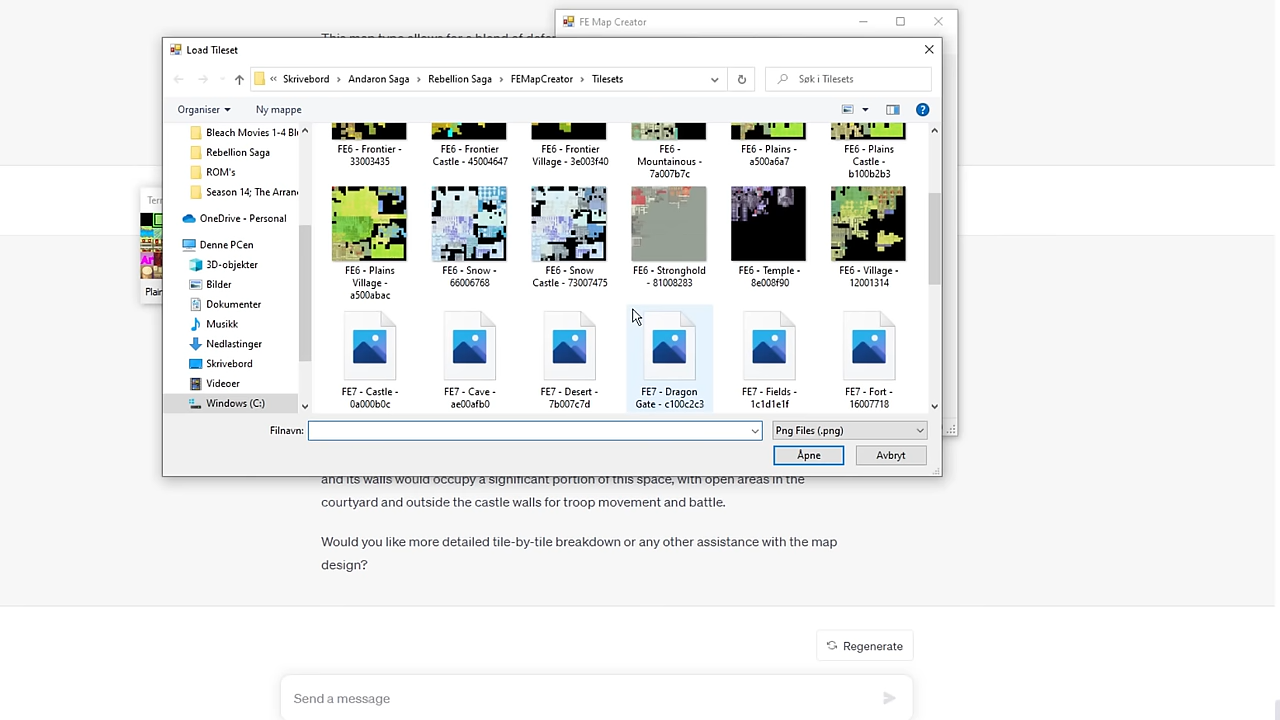 FE Map Creator
Load Tileset
« Skrivebord › Andaron Saga › Rebellion Saga › FEMapCreator › Tilesets
Søk i Tilesets
Organiser
Ny mappe
Bleach Movies 1-4 Bl
Rebellion Saga
ROM's
Season 14; The Arran
OneDrive - Personal
Denne PCen
3D-objekter
Bilder
Dokumenter
Musikk
Nedlastinger
Skrivebord
Videoer
Windows (C:)
FE6 - Frontier - 33003435
FE6 - Frontier Castle - 45004647
FE6 - Frontier Village - 3e003f40
FE6 - Mountainous - 7a007b7c
FE6 - Plains - a500a6a7
FE6 - Plains Castle - b100b2b3
FE6 - Plains Village - a500abac
FE6 - Snow - 66006768
FE6 - Snow Castle - 73007475
FE6 - Stronghold - 81008283
FE6 - Temple - 8e008f90
FE6 - Village - 12001314
FE7 - Castle - 0a000b0c
FE7 - Cave - ae00afb0
FE7 - Desert - 7b007c7d
FE7 - Dragon Gate - c100c2c3
FE7 - Fields - 1c1d1e1f
FE7 - Fort - 16007718
Filnavn:
Png Files (.png)
Åpne
Avbryt
and its walls would occupy a significant portion of this space, with open areas in the
courtyard and outside the castle walls for troop movement and battle.
Would you like more detailed tile-by-tile breakdown or any other assistance with the map
design?
Regenerate
Send a message